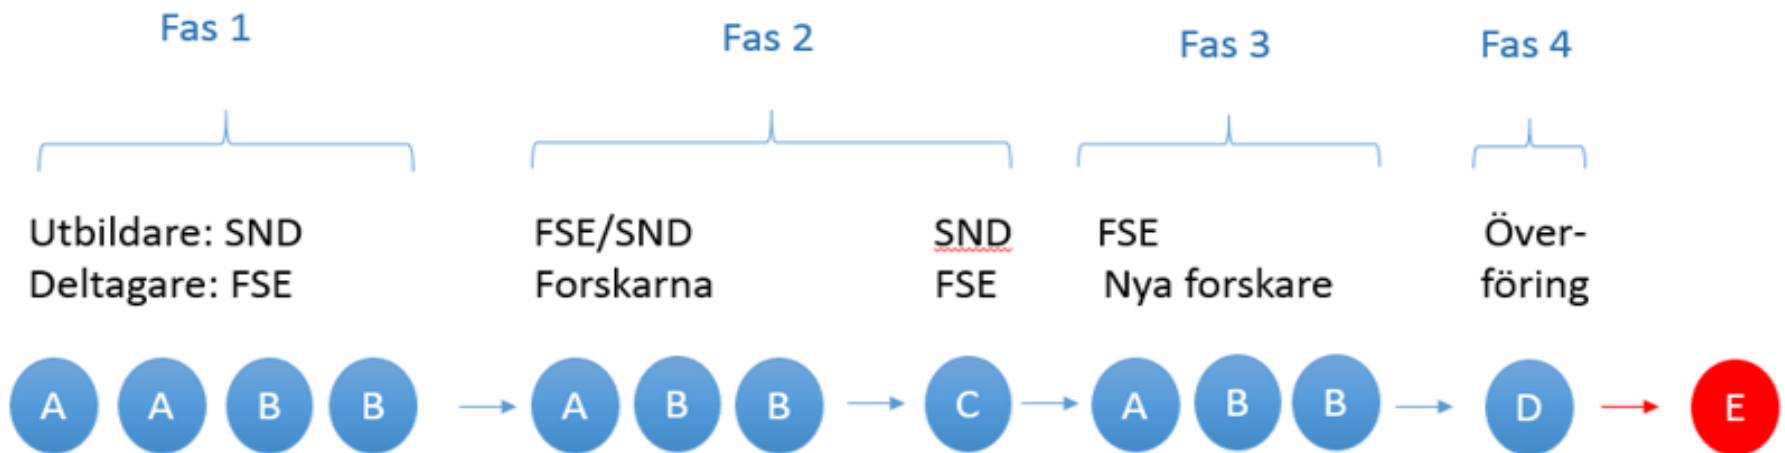 Fas 1
Fas 2
Fas 3
Fas 4
Utbildare: SND
Deltagare: FSE
FSE/SND
Forskarna
SND
FSE
FSE
Nya forskare
Över-
föring
A A B B A B B C A B B D E